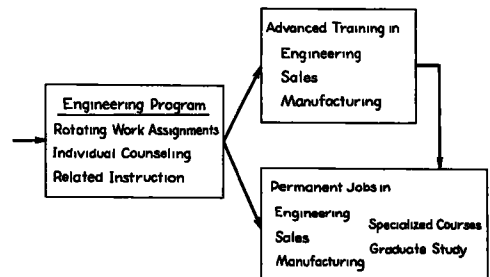 Engineering Program
Rotating Work Assignments
Individual Counseling
Related Instruction
Advanced Training in
Engineering
Sales
Manufacturing
Permanent Jobs in
Engineering
Sales
Manufacturing
Specialized Courses
Graduate Study